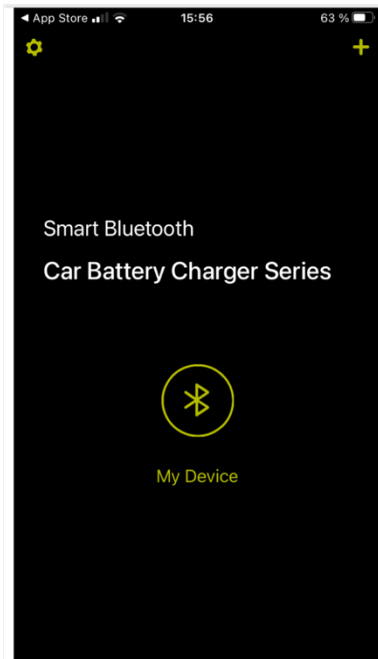 ◀ App Store 15:56 63 %
Smart Bluetooth
Car Battery Charger Series
My Device